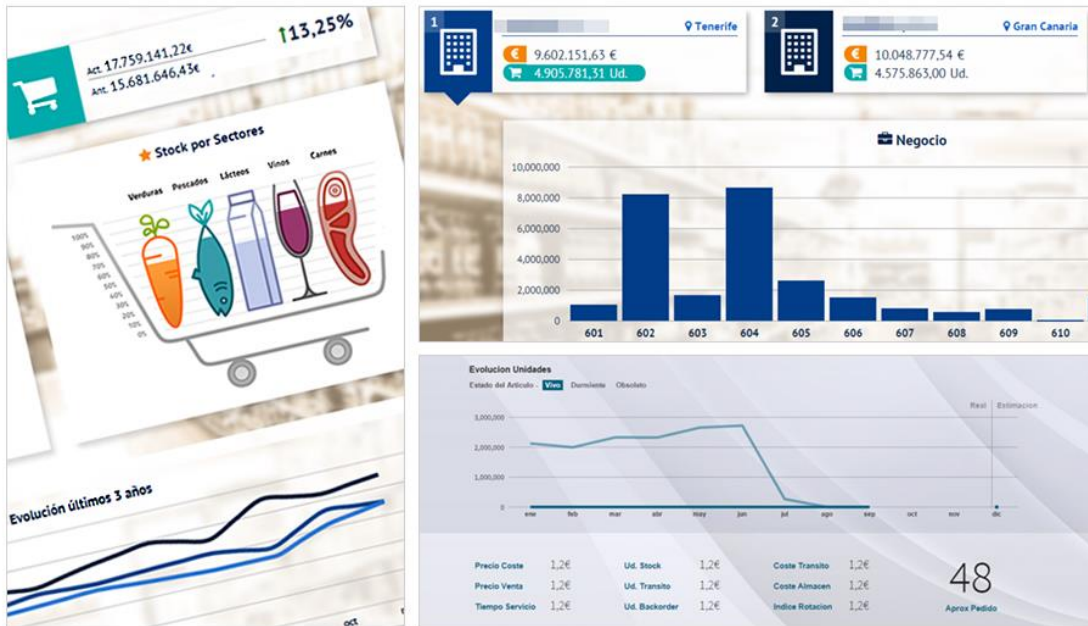 Act. 17.759.141,22€
Ant. 15.681.646,43€
13,25%
Stock por Sectores
Verduras Pescados Lácteos Vinos Carnes
100%
90%
80%
70%
60%
50%
40%
30%
20%
10%
0%
Evolución últimos 3 años
oct
1
Tenerife
9.602.151,63 €
4.905.781,31 Ud.
2
Gran Canaria
10.048.777,54 €
4.575.863,00 Ud.
Negocio
10,000,000
8,000,000
6,000,000
4,000,000
2,000,000
0
601 602 603 604 605 606 607 608 609 610
Evolucion Unidades
Estado del Articulo - Vivo Durmiente Obsoleto
Real Estimacion
3,000,000
2,000,000
1,000,000
0
ene feb mar abr may jun jul ago sep oct nov dic
Precio Coste 1,2€ Ud. Stock 1,2€ Coste Transito 1,2€
Precio Venta 1,2€ Ud. Transito 1,2€ Coste Almacen 1,2€
Tiempo Servicio 1,2€ Ud. Backorder 1,2€ Indice Rotacion 1,2€
48
Aprox Pedido